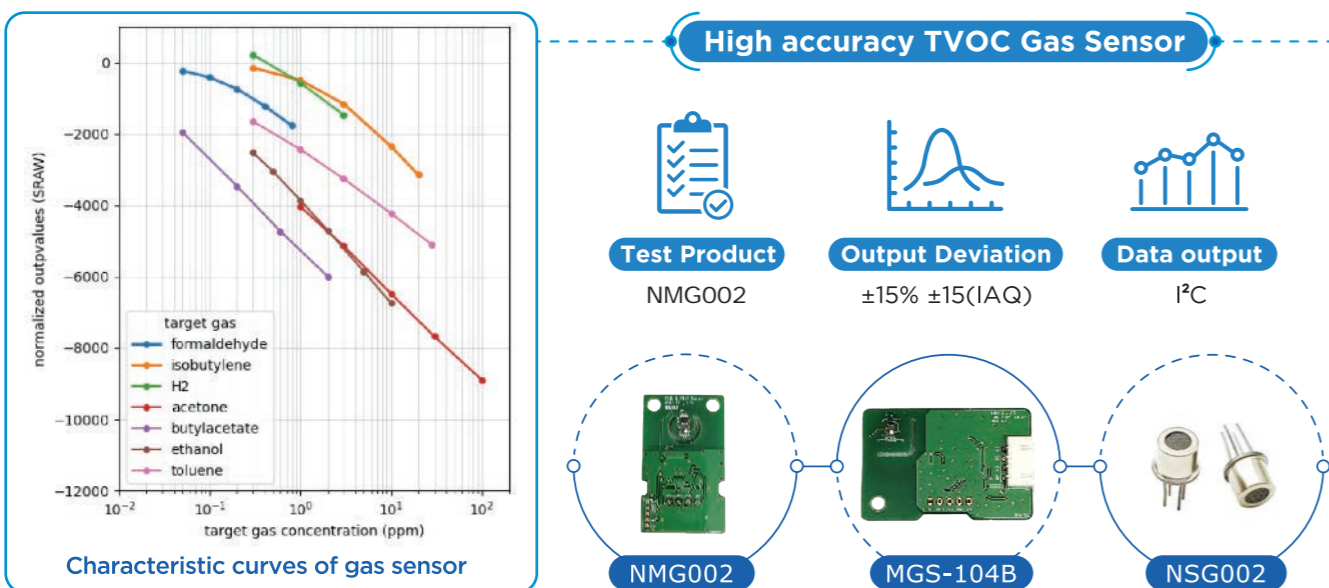 0
−2000
−4000
−6000
−8000
−10000
−12000
normalized outpvalues (SRAW)
target gas
formaldehyde
isobutylene
H2
acetone
butylacetate
ethanol
toluene
10⁻²
10⁻¹
10⁰
10¹
10²
target gas concentration (ppm)
Characteristic curves of gas sensor
High accuracy TVOC Gas Sensor
Test Product
Output Deviation
Data output
NMG002
±15% ±15(IAQ)
I²C
NMG002
MGS-104B
NSG002